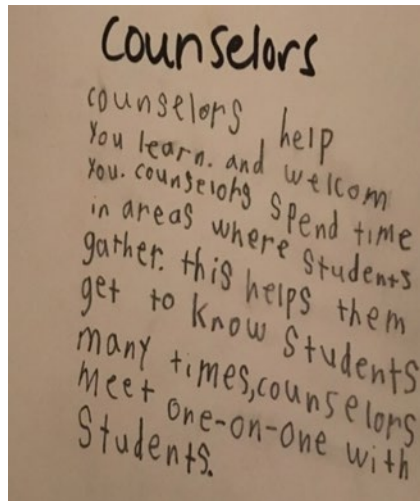 counselors
counselors help
You learn. and welcom
You. counselors spend time
in areas where students
gather. this helps them
get to know students
many times, counselors
meet one-on-one with
students.